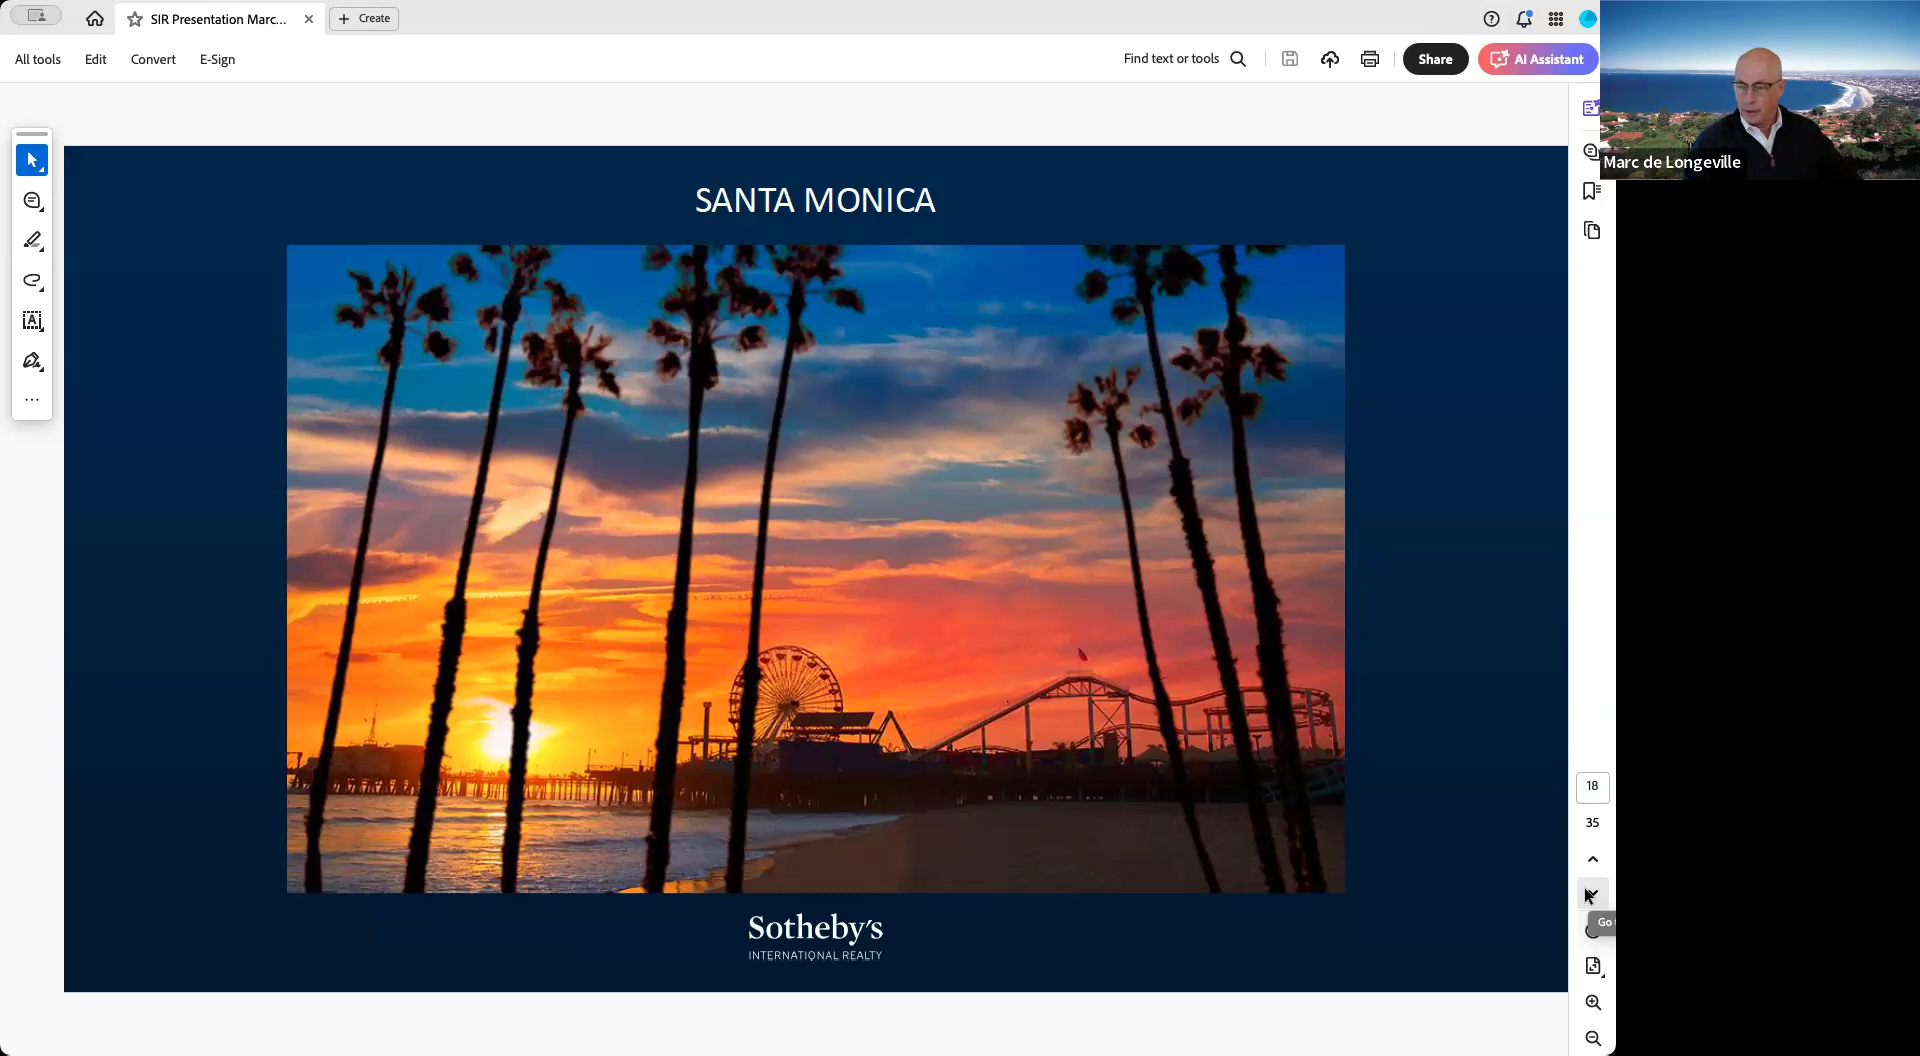 SIR Presentation Marc...
Create
All tools
Edit
Convert
E-Sign
Find text or tools
Share
AI Assistant
Marc de Longeville
SANTA MONICA
Sotheby's
INTERNATIONAL REALTY
18
35
Go